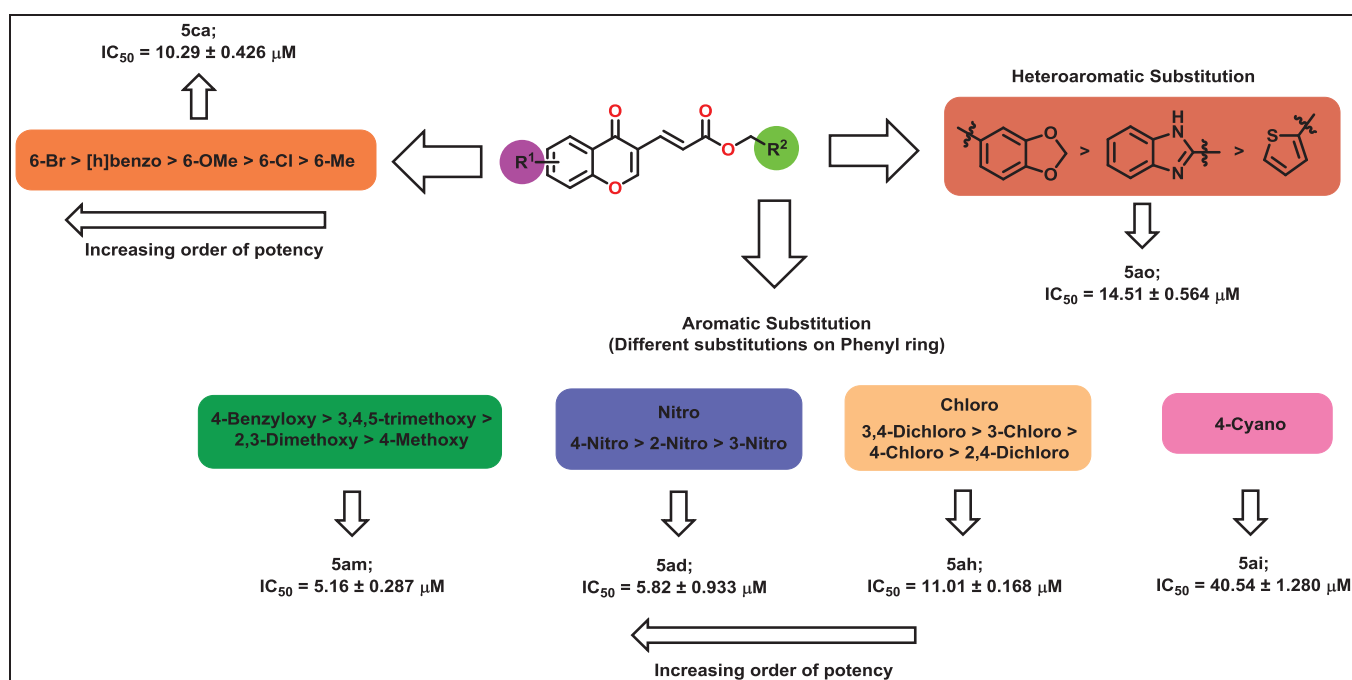 5ca;
IC50 = 10.29 ± 0.426 μM
6-Br > [h]benzo > 6-OMe > 6-Cl > 6-Me
Increasing order of potency
R1
O
O
O
O
R2
Heteroaromatic Substitution
O
O
>
H
N
N
>
S
5ao;
IC50 = 14.51 ± 0.564 μM
Aromatic Substitution
(Different substitutions on Phenyl ring)
4-Benzyloxy > 3,4,5-trimethoxy >
2,3-Dimethoxy > 4-Methoxy
5am;
IC50 = 5.16 ± 0.287 μM
Nitro
4-Nitro > 2-Nitro > 3-Nitro
5ad;
IC50 = 5.82 ± 0.933 μM
Chloro
3,4-Dichloro > 3-Chloro >
4-Chloro > 2,4-Dichloro
5ah;
IC50 = 11.01 ± 0.168 μM
4-Cyano
5ai;
IC50 = 40.54 ± 1.280 μM
Increasing order of potency